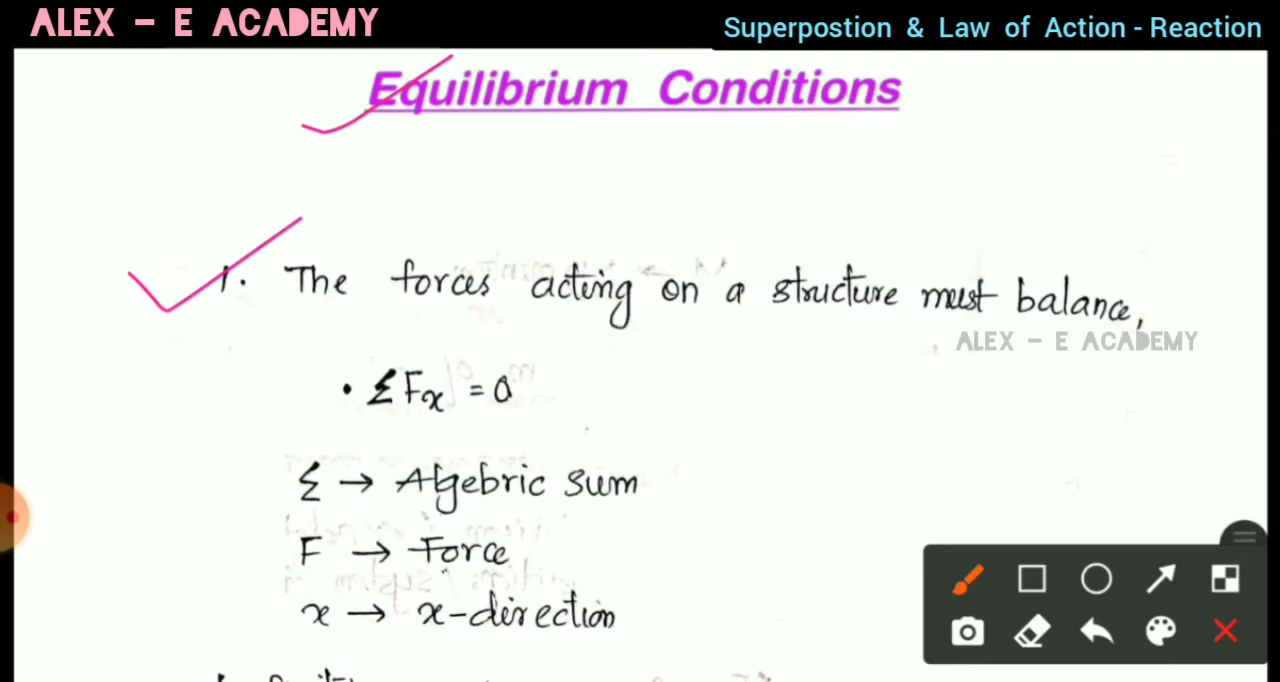 ALEX - E ACADEMY
Superpostion & Law of Action - Reaction
Equilibrium Conditions
1. The forces acting on a structure must balance,
ALEX - E ACADEMY
• ΣFx = 0
Σ → Algebric sum
F → Force
x → x-direction